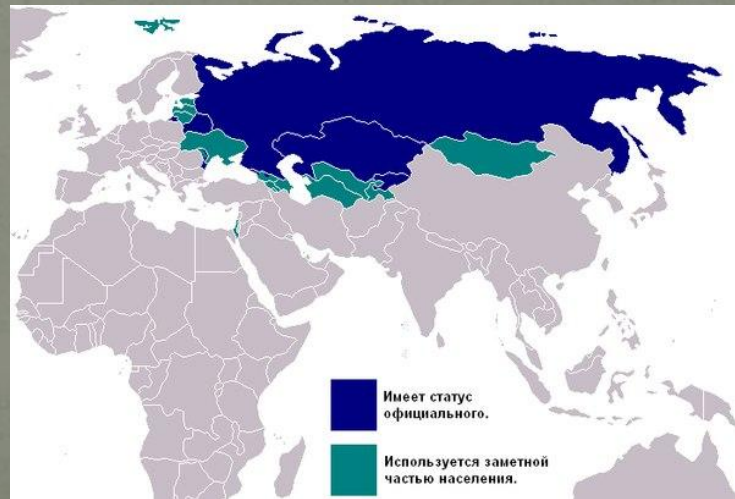 Имеет статус
официального.
Используется заметной
частью населения.